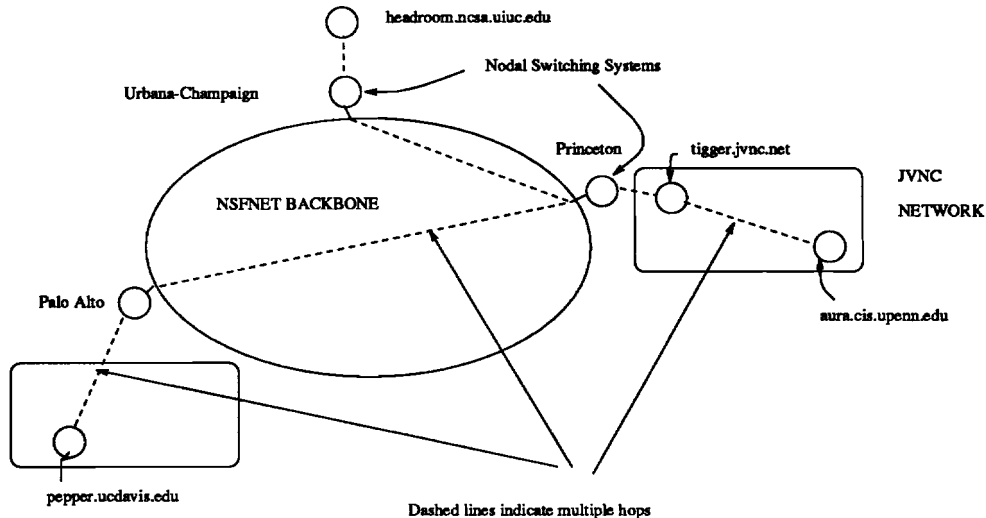 headroom.ncsa.uiuc.edu
Nodal Switching Systems
Urbana-Champaign
Princeton
tigger.jvnc.net
JVNC
NETWORK
NSFNET BACKBONE
Palo Alto
aura.cis.upenn.edu
pepper.ucdavis.edu
Dashed lines indicate multiple hops